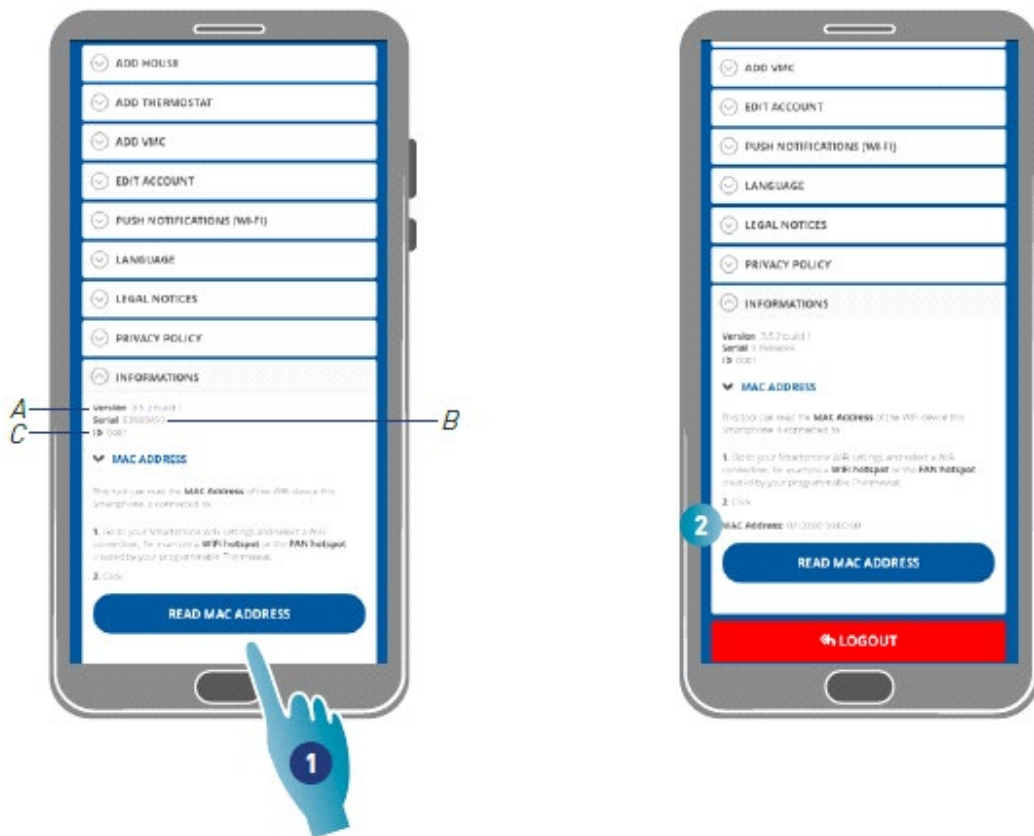 ADD HOUSE
ADD THERMOSTAT
ADD VMC
EDIT ACCOUNT
PUSH NOTIFICATIONS (WI-FI)
LANGUAGE
LEGAL NOTICES
PRIVACY POLICY
INFORMATIONS
A
Version
B
Serial
C
ID 0001
MAC ADDRESS
This tool can read the MAC Address of the WiFi device this
Smartphone is connected to.
1. Go to your Smartphone Wifi settings and select a WiFi
connection, for example a WiFi hotspot or the FAN hotspot
created by your programmable Thermostat.
2. Click
READ MAC ADDRESS
1
ADD VMC
EDIT ACCOUNT
PUSH NOTIFICATIONS (WI-FI)
LANGUAGE
LEGAL NOTICES
PRIVACY POLICY
INFORMATIONS
Version
Serial
ID 0001
MAC ADDRESS
This tool can read the MAC Address of the WiFi device this
Smartphone is connected to.
1. Go to your Smartphone Wifi settings and select a WiFi
connection, for example a WiFi hotspot or the FAN hotspot
created by your programmable Thermostat.
2. Click
2
MAC Address:
READ MAC ADDRESS
LOGOUT